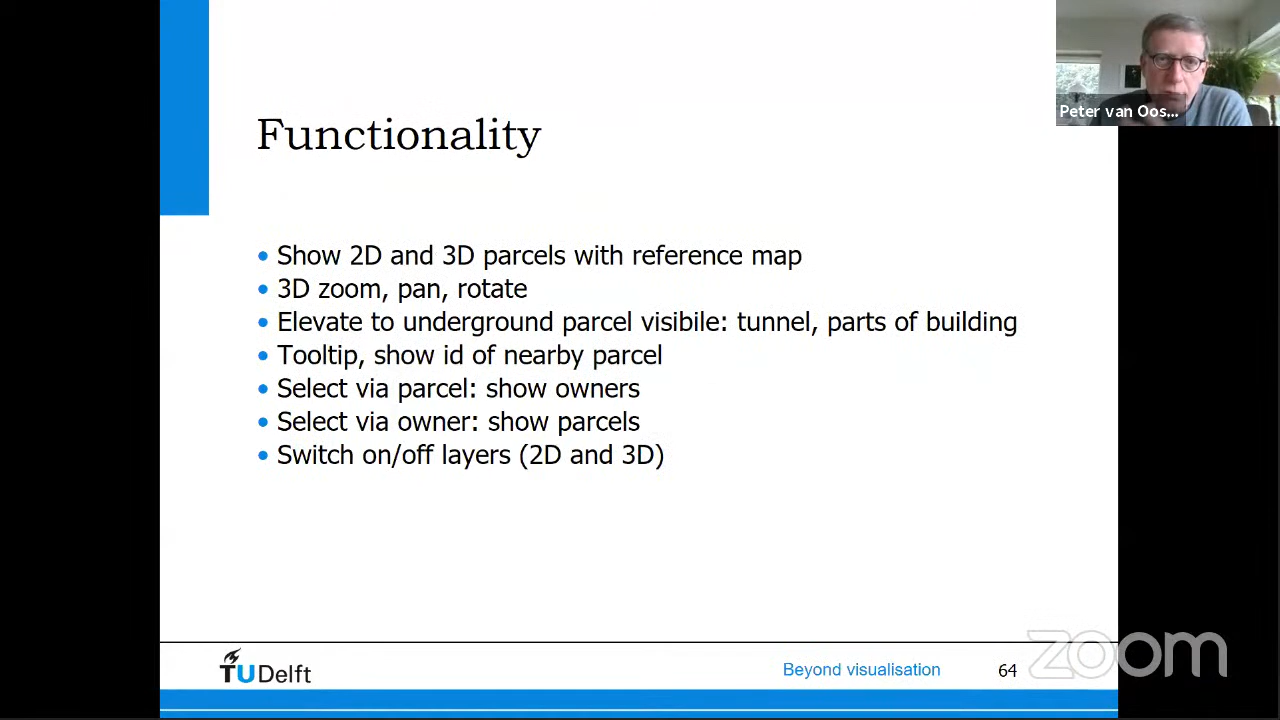 Peter van Oos...
Functionality
• Show 2D and 3D parcels with reference map
• 3D zoom, pan, rotate
• Elevate to underground parcel visibile: tunnel, parts of building
• Tooltip, show id of nearby parcel
• Select via parcel: show owners
• Select via owner: show parcels
• Switch on/off layers (2D and 3D)
TU Delft
Beyond visualisation
64
zoom